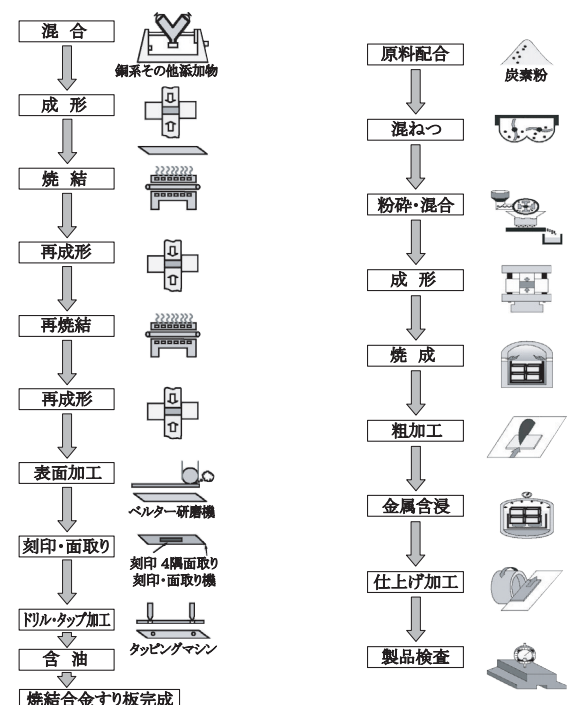 混 合
銅系その他添加物
成 形
焼 結
再成形
再焼結
再成形
表面加工
ベルター研磨機
刻印・面取り
刻印 4隅面取り
刻印・面取り機
ドリル・タップ加工
タッピングマシン
含 油
焼結合金すり板完成
原料配合
炭素粉
混ねつ
粉砕・混合
成 形
焼 成
粗加工
金属含浸
仕上げ加工
製品検査